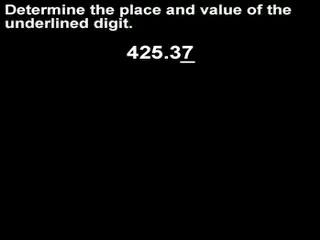 Determine the place and value of the
underlined digit.
425.37